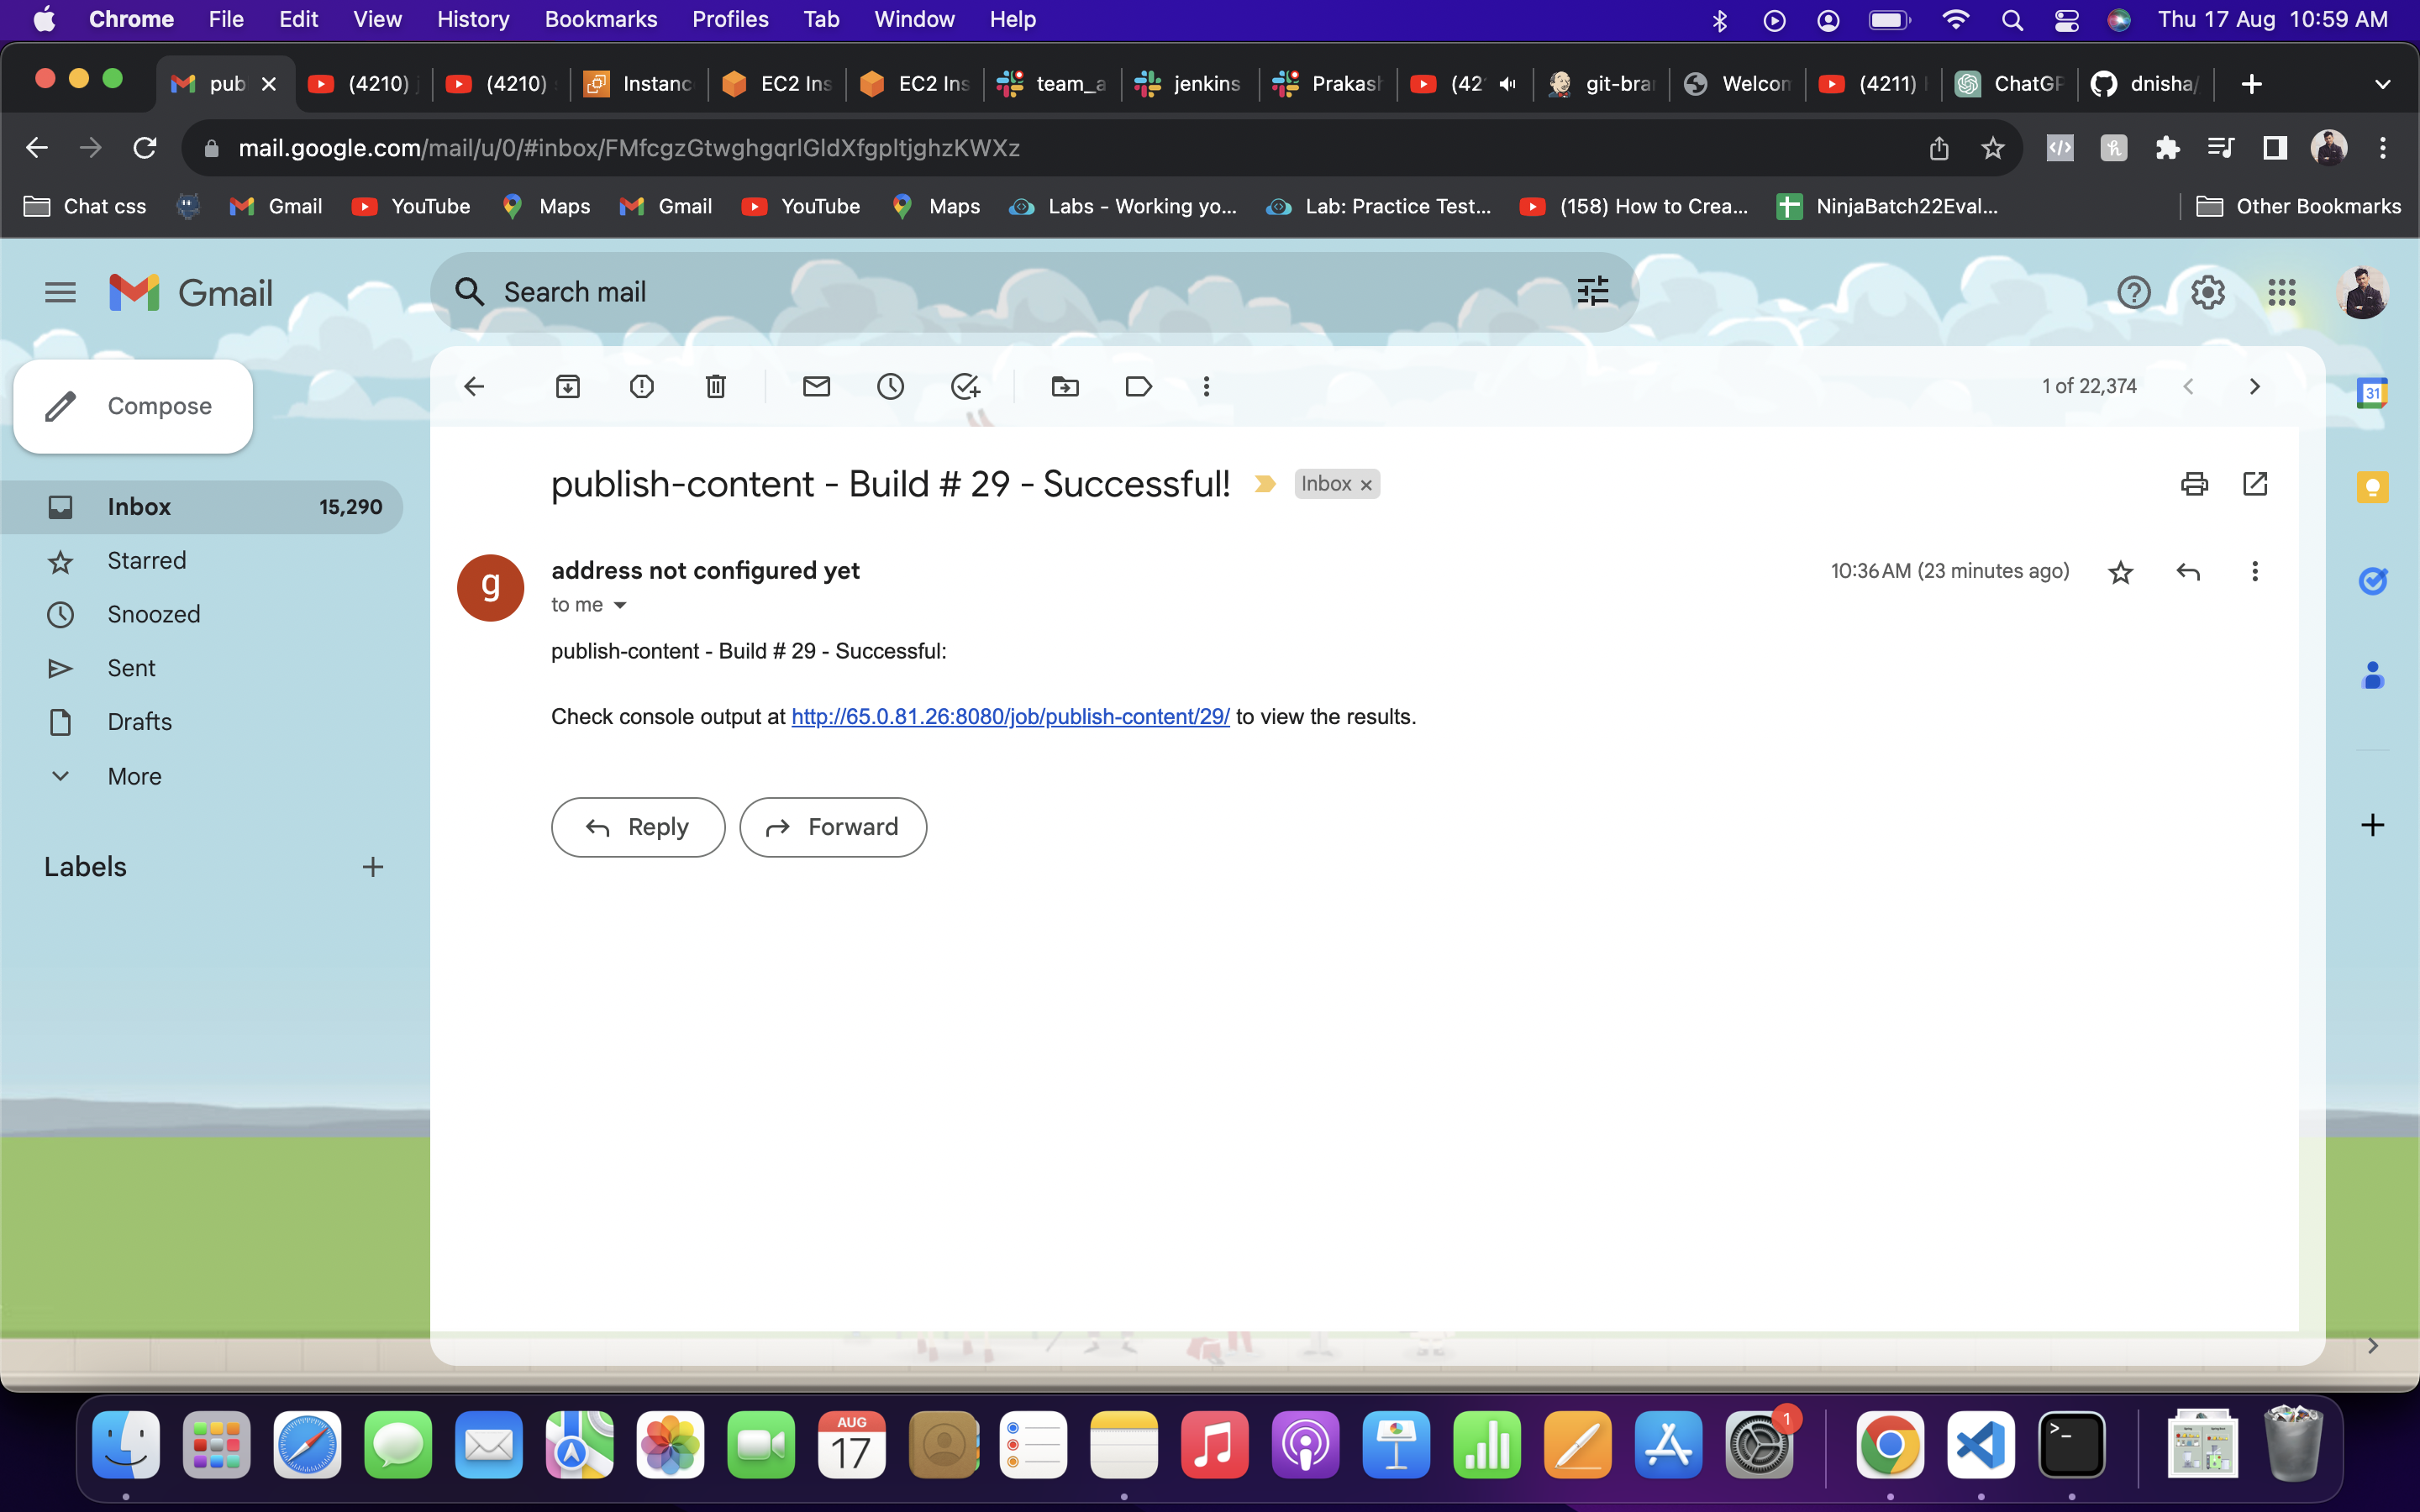 Chrome File Edit View History Bookmarks Profiles Tab Window Help Thu 17 Aug 10:59 AM
pub (4210) (4210) Instanc EC2 Ins EC2 Ins team_a jenkins Prakash (42 git-bra Welcom (4211) ChatGP dnisha/
mail.google.com/mail/u/0/#inbox/FMfcgzGtwghgqrlGldXfgpltjghzKWXz
Chat css Gmail YouTube Maps Gmail YouTube Maps Labs - Working yo... Lab: Practice Test... (158) How to Crea... NinjaBatch22Eval... Other Bookmarks
Gmail
Search mail
Compose
1 of 22,374
31
Inbox 15,290
Starred
Snoozed
Sent
Drafts
More
Labels
publish-content - Build # 29 - Successful! Inbox ×
g
address not configured yet
10:36 AM (23 minutes ago)
to me
publish-content - Build # 29 - Successful:
Check console output at http://65.0.81.26:8080/job/publish-content/29/ to view the results.
Reply
Forward
AUG
17
1